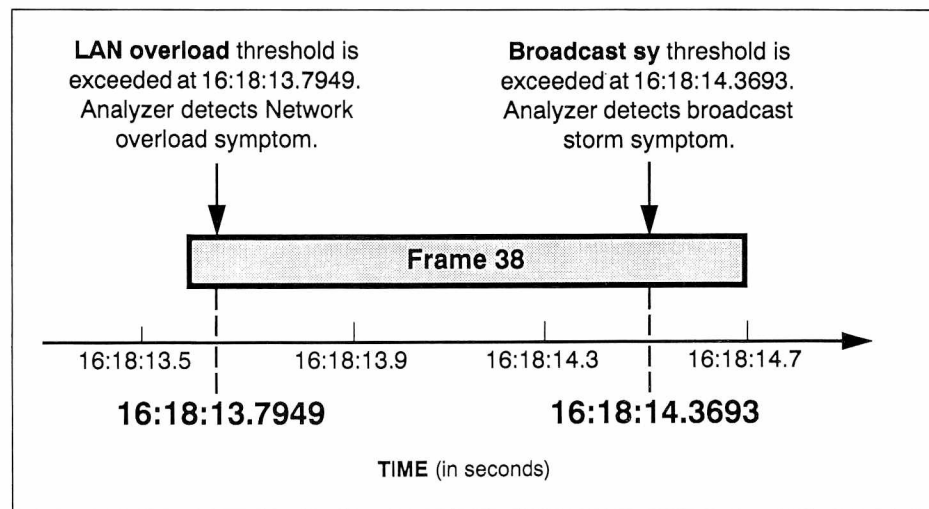 LAN overload threshold is
exceeded at 16:18:13.7949.
Analyzer detects Network
overload symptom.
Broadcast sy threshold is
exceeded at 16:18:14.3693.
Analyzer detects broadcast
storm symptom.
Frame 38
16:18:13.5
16:18:13.9
16:18:14.3
16:18:14.7
16:18:13.7949
16:18:14.3693
TIME (in seconds)